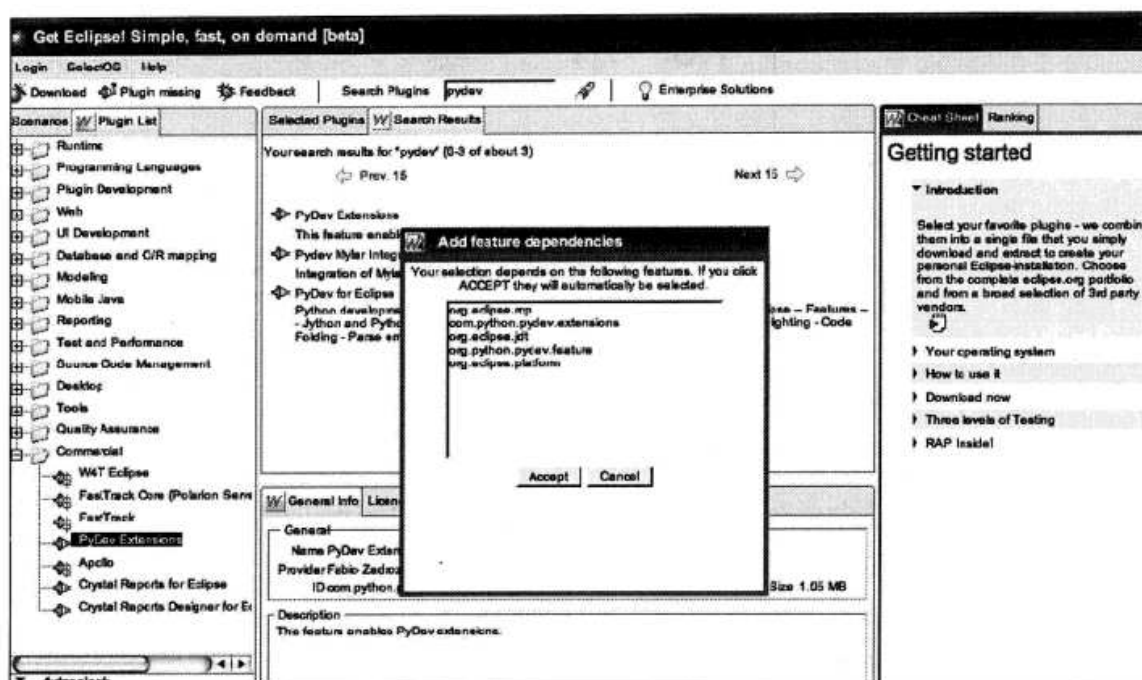 Get Eclipse! Simple, fast, on demand [beta]
Login SelectOS Help
Download Plugin missing Feedback Search Plugins pydev Enterprise Solutions
Scenarios Plugin List
Runtime
Programming Languages
Plugin Development
Web
UI Development
Database and O/R mapping
Modeling
Mobile Java
Reporting
Test and Performance
Source Code Management
Desktop
Tools
Quality Assurance
Commercial
W4T Eclipse
FastTrack Core (Polarion Serv
FastTrack
PyDev Extensions
Apollo
Crystal Reports for Eclipse
Crystal Reports Designer for Ec
Selected Plugins Search Results
Your search results for "pydev" (0-3 of about 3)
Prev. 15 Next 15
PyDev Extensions
This feature enabl
Pydev Mylar Integ
Integration of Myla
PyDev for Eclipse
Python developme
- Jython and Pytho
Folding - Parse err
– Features –
ighting - Code
Add feature dependencies
Your selection depends on the following features. If you click
ACCEPT they will automatically be selected.
com.python.pydev.extensions
org.eclipse.jdt
org.python.pydev.feature
org.eclipse.platform
Accept Cancel
General Info Licen
General
Name PyDev Exten
Provider Fabio Zadroz
ID com.python.
Size 1.05 MB
Description
This feature enables PyDev extensions.
Cheat Sheet Ranking
Getting started
Introduction
Select your favorite plugins - we combin
them into a single file that you simply
download and extract to create your
personal Eclipse-installation. Choose
from the complete eclipse.org portfolio
and from a broad selection of 3rd party
vendors.
Your operating system
How to use it
Download now
Three levels of Testing
RAP Inside!